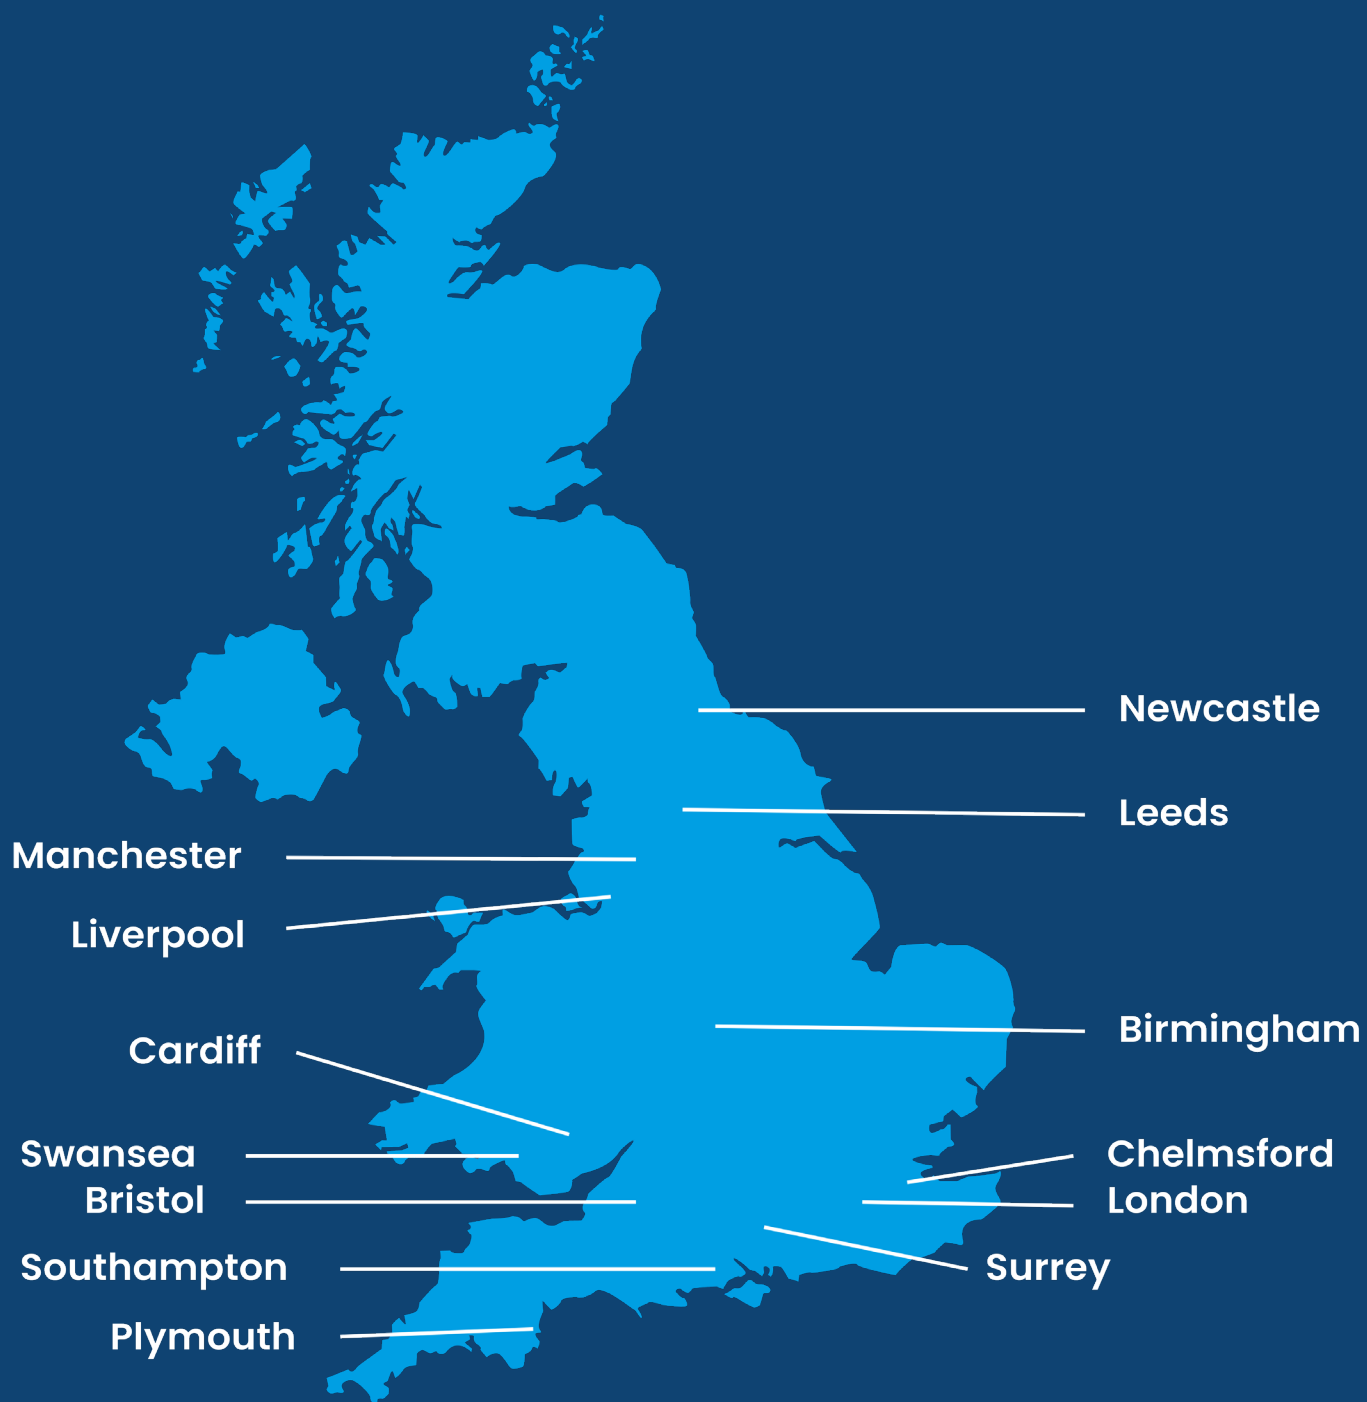 Newcastle
Leeds
Manchester
Liverpool
Birmingham
Cardiff
Swansea
Chelmsford
Bristol
London
Southampton
Surrey
Plymouth